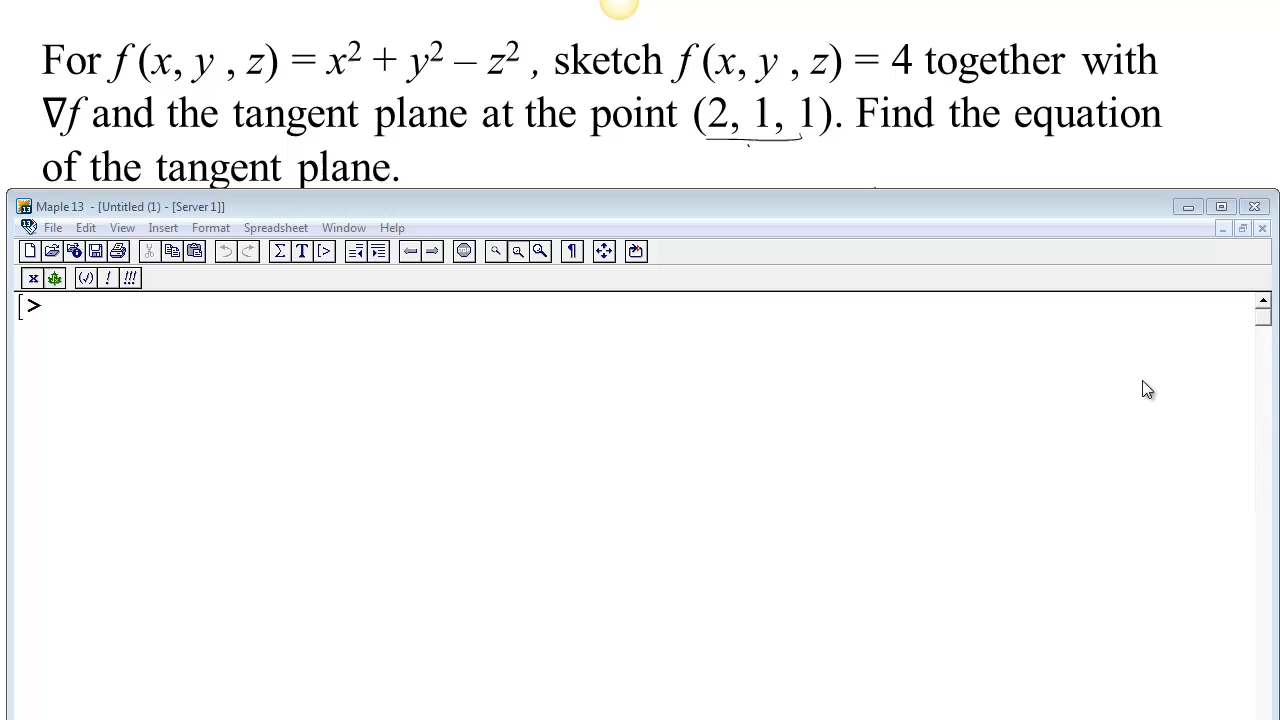 For f (x, y , z) = x² + y² – z² , sketch f (x, y , z) = 4 together with
∇f and the tangent plane at the point (2, 1, 1). Find the equation
of the tangent plane.
Maple 13 - [Untitled (1) - [Server 1]]
File Edit View Insert Format Spreadsheet Window Help
Σ T [>
STOP ¶
x (√) ! !!!
[>